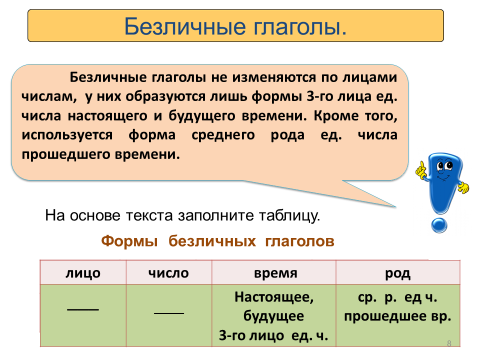 Безличные глаголы.
Безличные глаголы не изменяются по лицами
числам, у них образуются лишь формы 3-го лица ед.
числа настоящего и будущего времени. Кроме того,
используется форма среднего рода ед. числа
прошедшего времени.
На основе текста заполните таблицу.
Формы безличных глаголов
лицо число время род
Настоящее, ср. р. ед ч.
будущее прошедшее вр.
3-го лицо ед. ч.
8